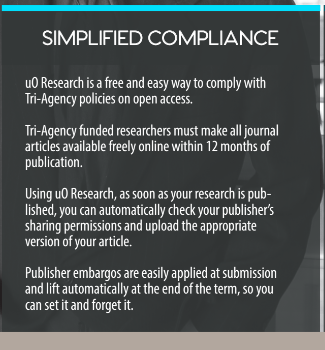 SIMPLIFIED COMPLIANCE
uO Research is a free and easy way to comply with
Tri-Agency policies on open access.
Tri-Agency funded researchers must make all journal
articles available freely online within 12 months of
publication.
Using uO Research, as soon as your research is pub-
lished, you can automatically check your publisher's
sharing permissions and upload the appropriate
version of your article.
Publisher embargos are easily applied at submission
and lift automatically at the end of the term, so you
can set it and forget it.